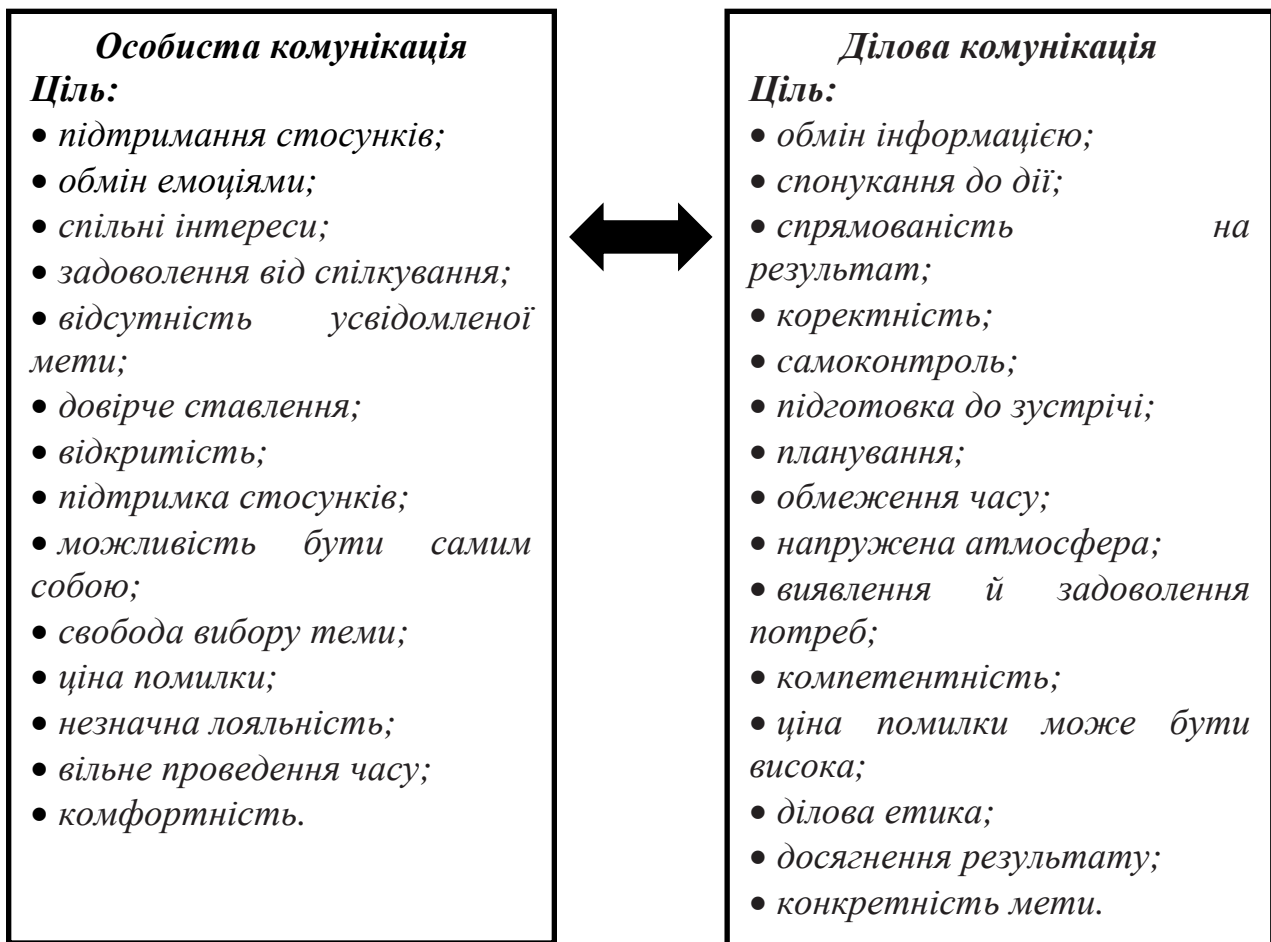 Особиста комунікація
Ціль:
• підтримання стосунків;
• обмін емоціями;
• спільні інтереси;
• задоволення від спілкування;
• відсутність усвідомленої
мети;
• довірче ставлення;
• відкритість;
• підтримка стосунків;
• можливість бути самим
собою;
• свобода вибору теми;
• ціна помилки;
• незначна лояльність;
• вільне проведення часу;
• комфортність.
Ділова комунікація
Ціль:
• обмін інформацією;
• спонукання до дії;
• спрямованість на
результат;
• коректність;
• самоконтроль;
• підготовка до зустрічі;
• планування;
• обмеження часу;
• напружена атмосфера;
• виявлення й задоволення
потреб;
• компетентність;
• ціна помилки може бути
висока;
• ділова етика;
• досягнення результату;
• конкретність мети.